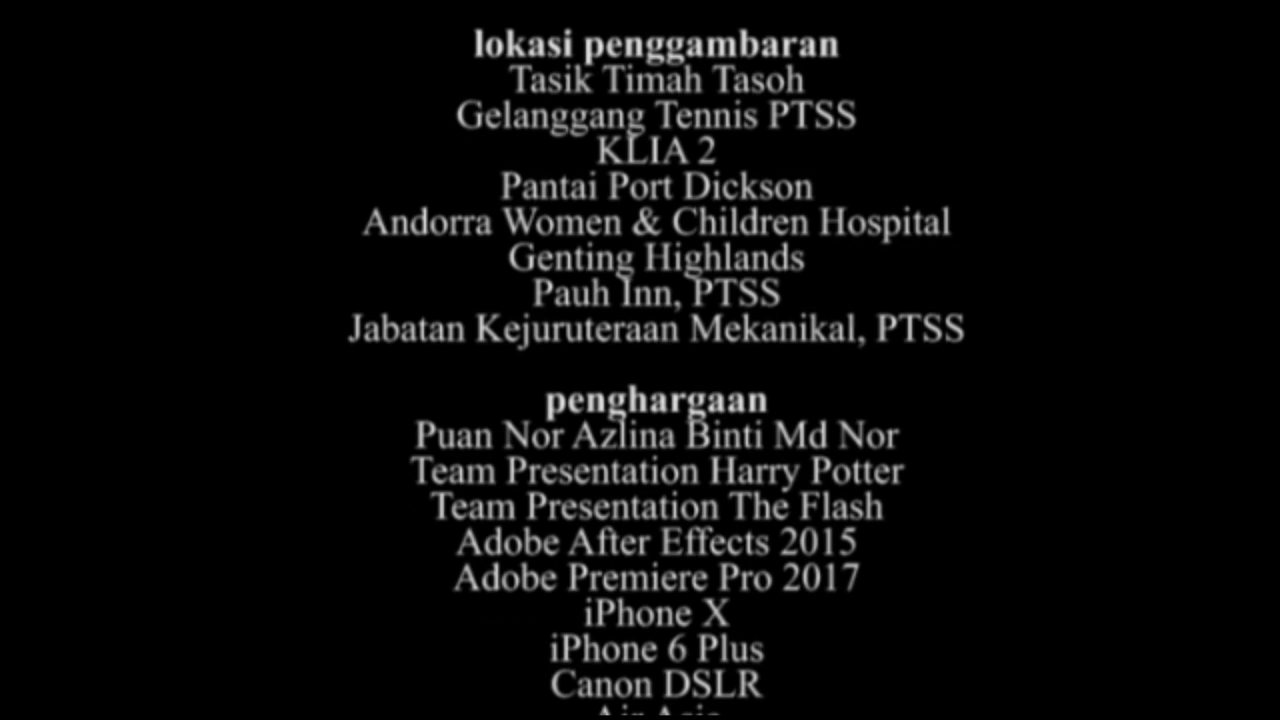 lokasi penggambaran
Tasik Timah Tasoh
Gelanggang Tennis PTSS
KLIA 2
Pantai Port Dickson
Andorra Women & Children Hospital
Genting Highlands
Pauh Inn, PTSS
Jabatan Kejuruteraan Mekanikal, PTSS
penghargaan
Puan Nor Azlina Binti Md Nor
Team Presentation Harry Potter
Team Presentation The Flash
Adobe After Effects 2015
Adobe Premiere Pro 2017
iPhone X
iPhone 6 Plus
Canon DSLR